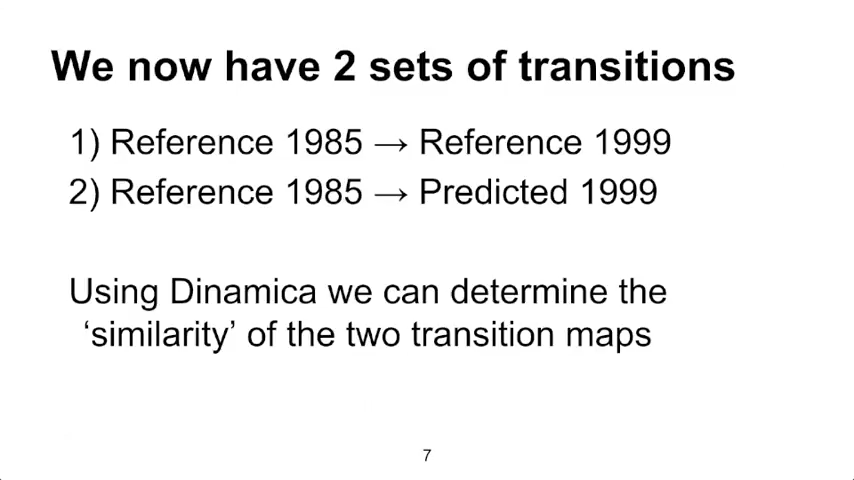 We now have 2 sets of transitions
1) Reference 1985 → Reference 1999
2) Reference 1985 → Predicted 1999
Using Dinamica we can determine the
‘similarity’ of the two transition maps
7